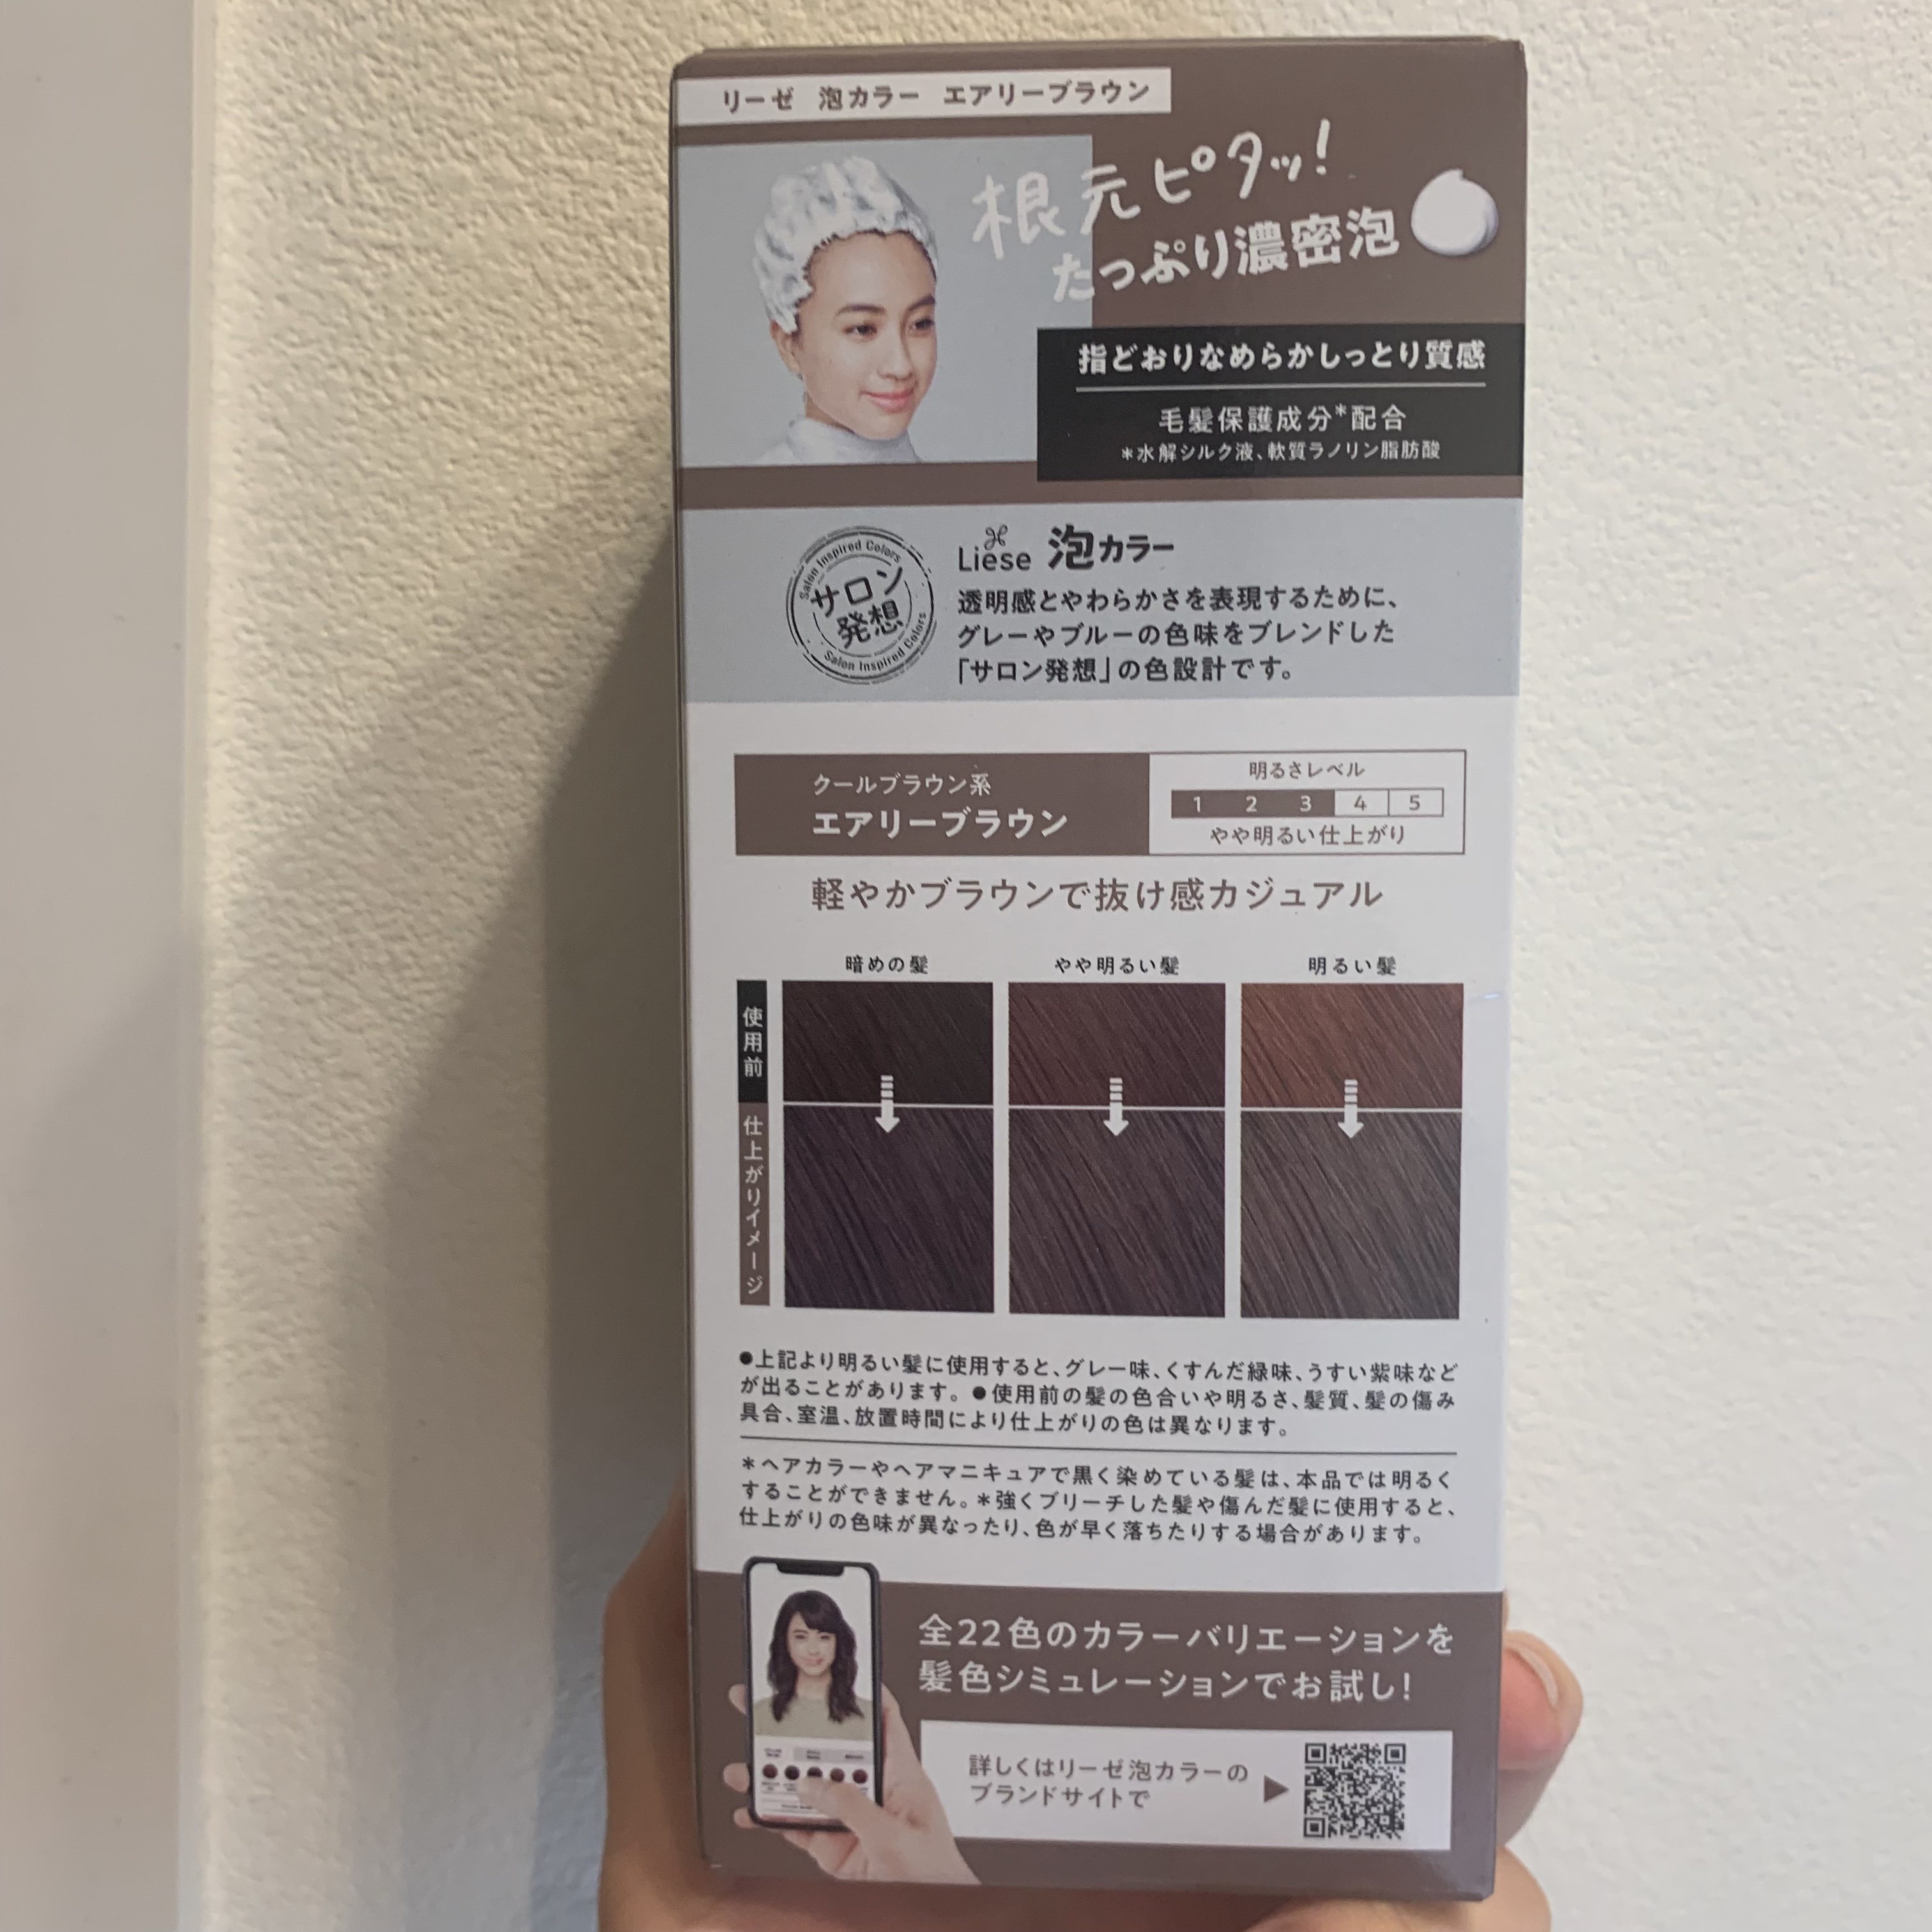 リーゼ 泡カラー エアリーブラウン
根元ピタッ!
たっぷり濃密泡
指どおりなめらかしっとり質感
毛髪保護成分*配合
*水解シルク液、軟質ラノリン脂肪酸
Salon Inspired Colors
サロン
発想
Salon Inspired Colors
Liese 泡カラー
透明感とやわらかさを表現するために、
グレーやブルーの色味をブレンドした
「サロン発想」の色設計です。
クールブラウン系
エアリーブラウン
明るさレベル
1 2 3 4 5
やや明るい仕上がり
軽やかブラウンで抜け感カジュアル
暗めの髪 やや明るい髪 明るい髪
使用前
仕上がりイメージ
●上記より明るい髪に使用すると、グレー味、くすんだ緑味、うすい紫味など
が出ることがあります。●使用前の髪の色合いや明るさ、髪質、髪の傷み
具合、室温、放置時間により仕上がりの色は異なります。
*ヘアカラーやヘアマニキュアで黒く染めている髪は、本品では明るく
することができません。*強くブリーチした髪や傷んだ髪に使用すると、
仕上がりの色味が異なったり、色が早く落ちたりする場合があります。
全22色のカラーバリエーションを
髪色シミュレーションでお試し!
詳しくはリーゼ泡カラーの
ブランドサイトで